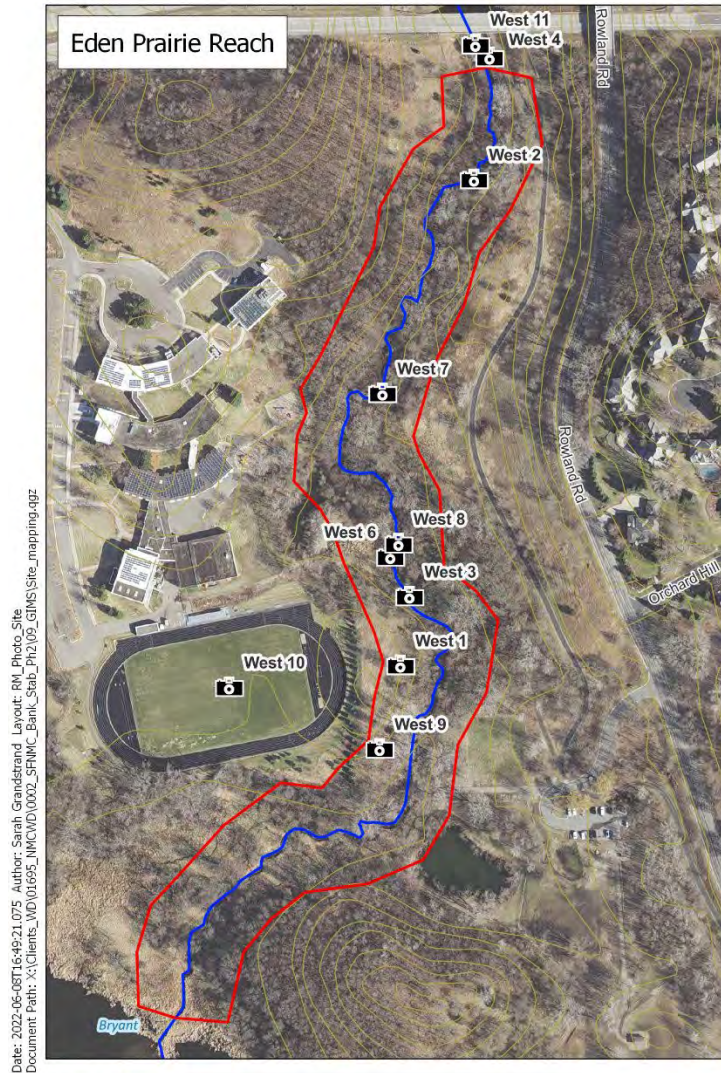 Eden Prairie Reach
West 11
West 4
Rowland Rd
West 2
West 7
Rowland Rd
West 8
West 6
West 3
Orchard Hill
West 1
West 10
West 9
Bryant
Date: 2022-06-08T16:49:21.075 Author: Sarah Grandstrand Layout: RM_Photo_Site
Document Path: X:\Clients_WD\01695_NMCWD\0002_SFNMC_Bank_Stab_Ph2\09_GIMS\Site_mapping.qgz